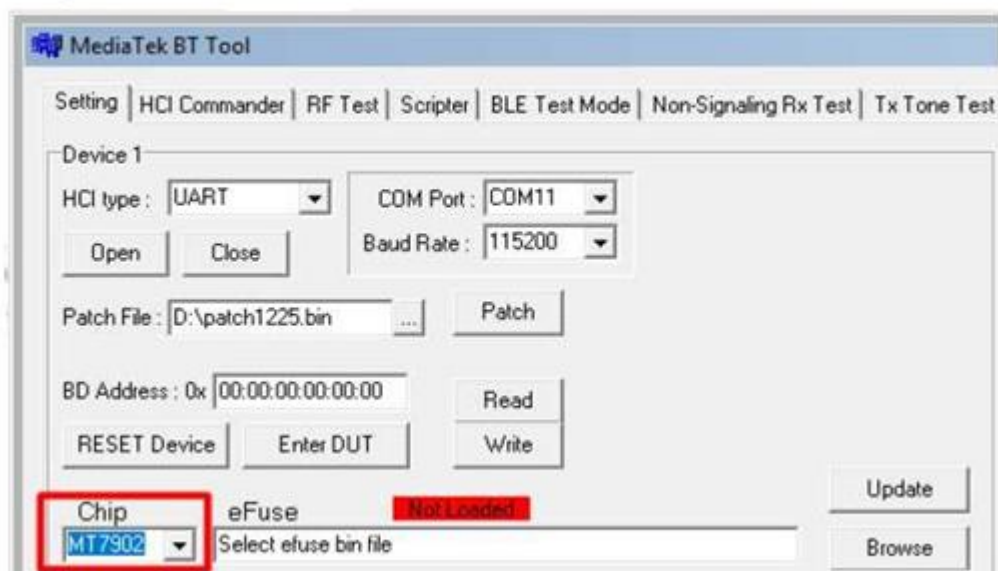 MediaTek BT Tool
Setting HCI Commander RF Test Scripter BLE Test Mode Non-Signaling Rx Test Tx Tone Test
Device 1
HCI type : UART COM Port : COM11
Open Close Baud Rate : 115200
Patch File : D:\patch1225.bin ... Patch
BD Address : 0x 00:00:00:00:00:00 Read
RESET Device Enter DUT Write
Update
Chip eFuse Not Loaded
MT7902 Select efuse bin file Browse